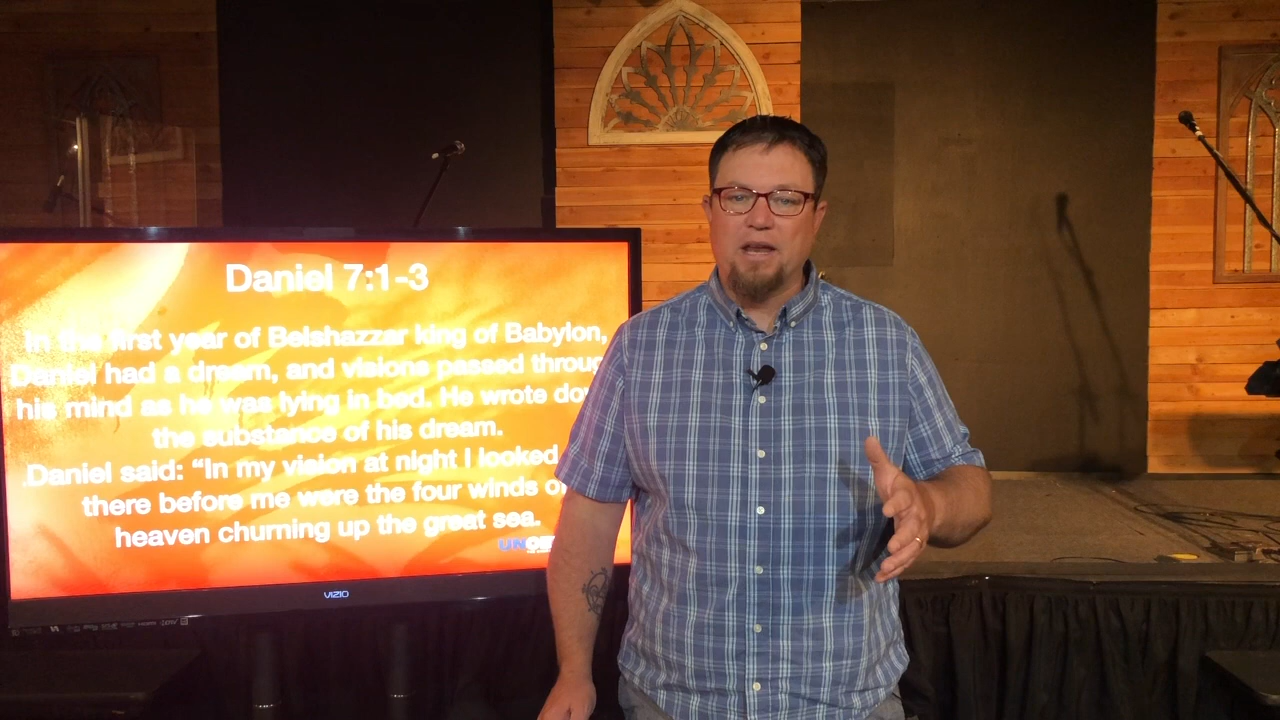 Daniel 7:1-3
In the first year of Belshazzar king of Babylon,
Daniel had a dream, and visions passed throug
his mind as he was lying in bed. He wrote do
the substance of his dream.
Daniel said: “In my vision at night I looked
there before me were the four winds o
heaven churning up the great sea.
VIZIO